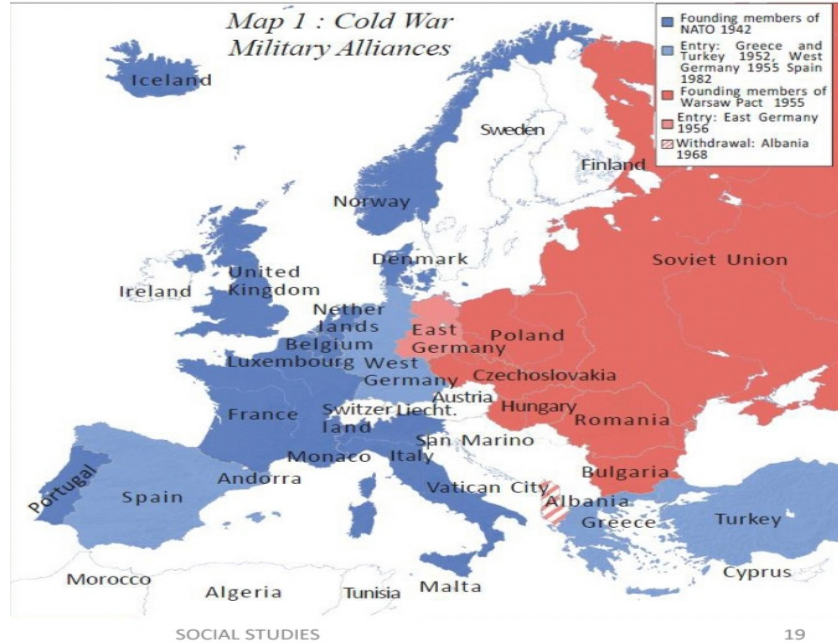 Map 1 : Cold War
Military Alliances
Founding members of
NATO 1942
Entry: Greece and
Turkey 1952, West
Germany 1955 Spain
1982
Founding members of
Warsaw Pact 1955
Entry: East Germany
1956
Withdrawal: Albania
1968
Iceland
Sweden
Finland
Norway
Denmark
Soviet Union
United
Kingdom
Ireland
Nether
lands
Belgium
Luxembourg
East
Germany
Poland
West
Germany
Czechoslovakia
Austria
France
Switzer
land
Liecht.
Hungary
Romania
San Marino
Monaco
Italy
Bulgaria
Portugal
Spain
Andorra
Vatican City
Albania
Greece
Turkey
Morocco
Algeria
Tunisia
Malta
Cyprus
SOCIAL STUDIES
19